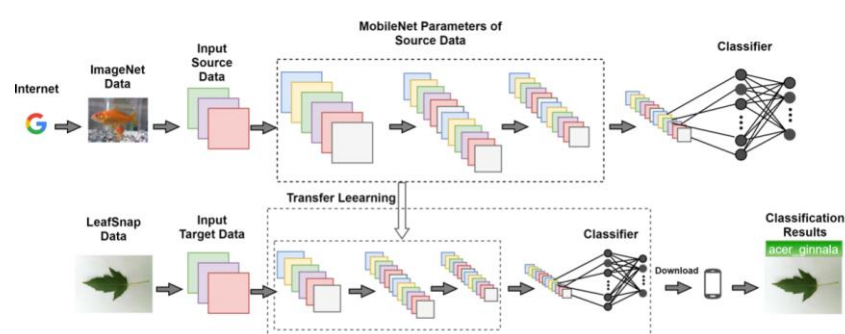 MobileNet Parameters of
Source Data
Classifier
Input
Source
Data
ImageNet
Data
Internet
Transfer Leearning
LeafSnap
Data
Input
Target Data
Classifier
Download
Classification
Results
acer_ginnala